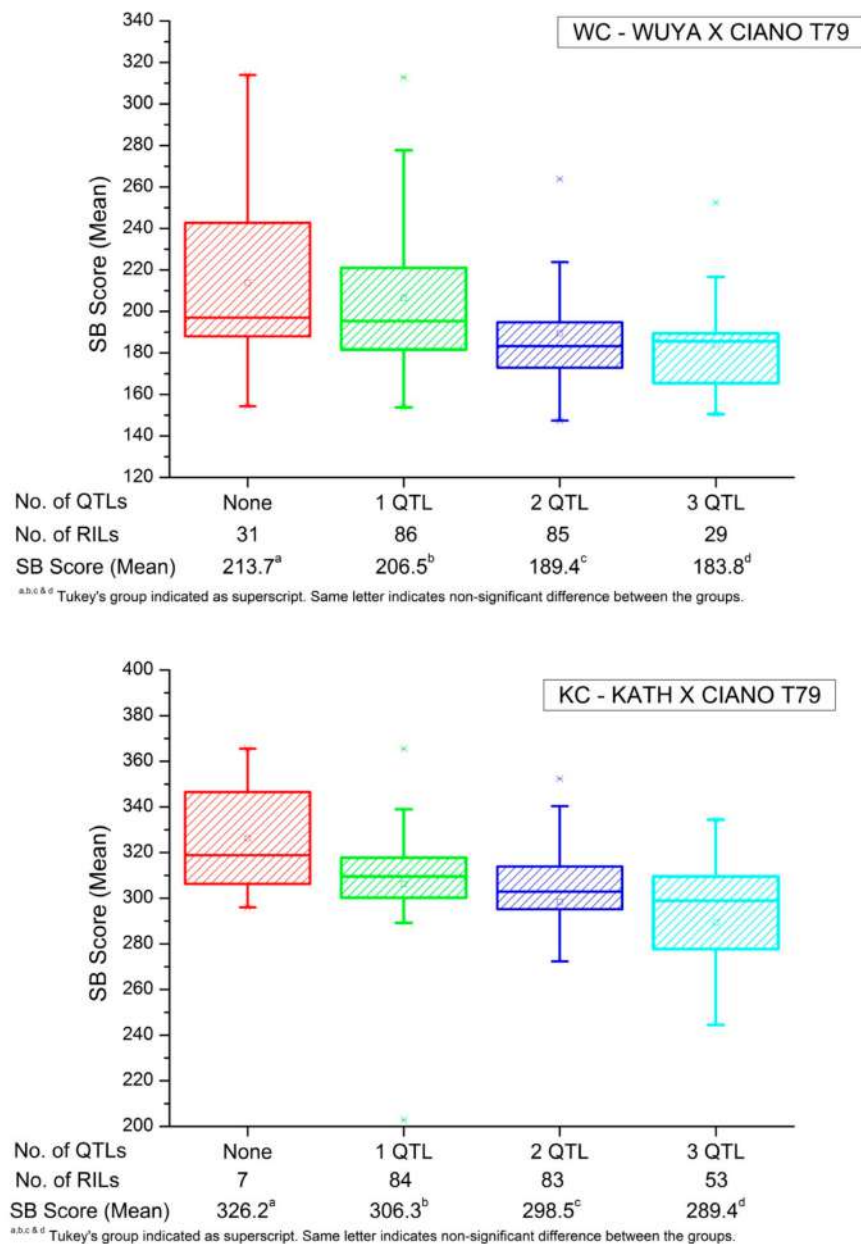 WC - WUYA X CIANO T79
SB Score (Mean)
340
320
300
280
260
240
220
200
180
160
140
120
No. of QTLs None 1 QTL 2 QTL 3 QTL
No. of RILs 31 86 85 29
SB Score (Mean) 213.7a 206.5b 189.4c 183.8d
a,b,c & d Tukey's group indicated as superscript. Same letter indicates non-significant difference between the groups.
KC - KATH X CIANO T79
SB Score (Mean)
400
380
360
340
320
300
280
260
240
220
200
No. of QTLs None 1 QTL 2 QTL 3 QTL
No. of RILs 7 84 83 53
SB Score (Mean) 326.2a 306.3b 298.5c 289.4d
a,b,c & d Tukey's group indicated as superscript. Same letter indicates non-significant difference between the groups.